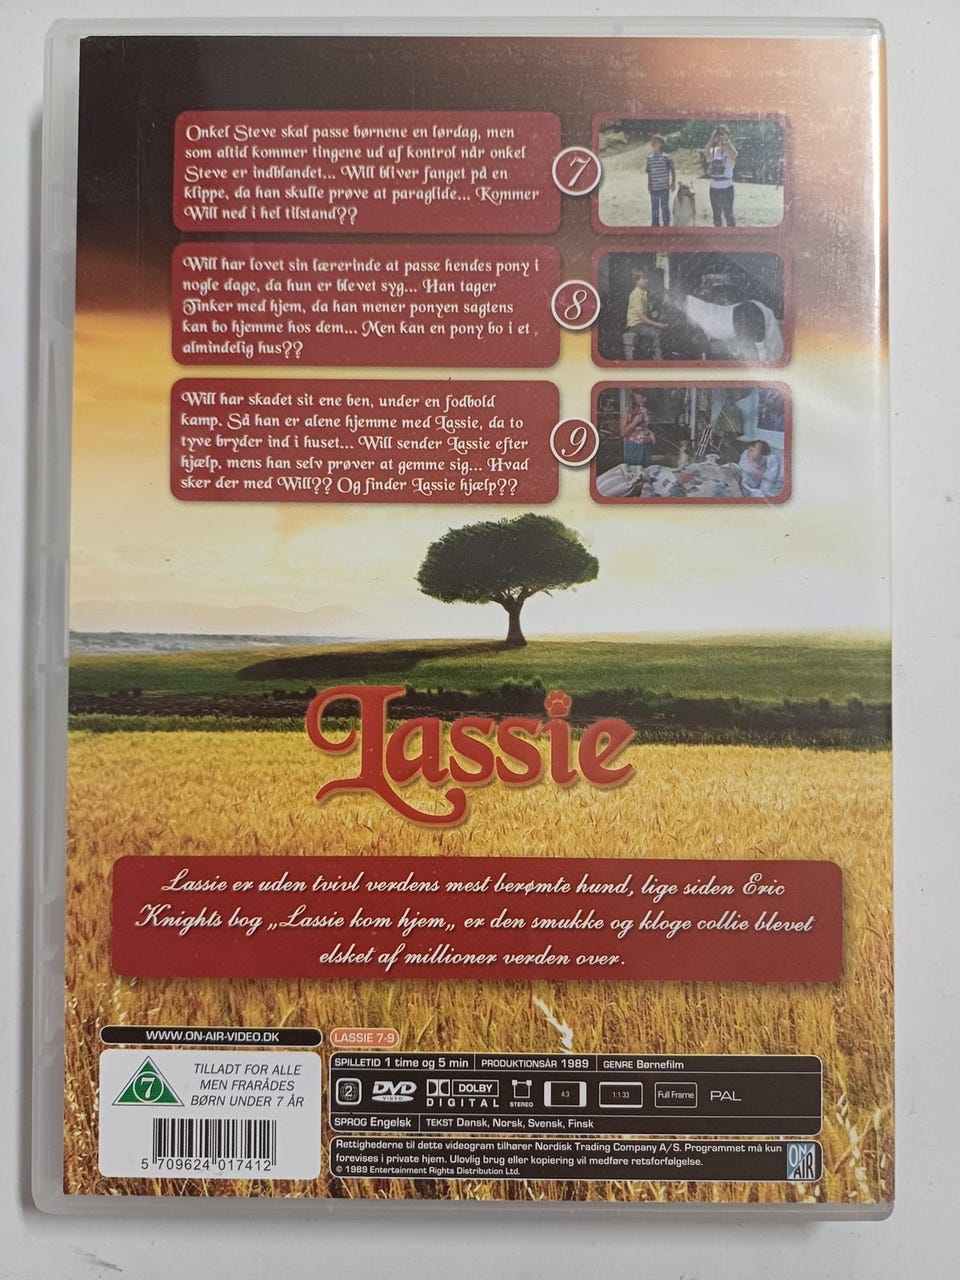 Onkel Steve skal passe børnene en lørdag, men
som altid kommer tingene ud af kontrol når onkel
Steve er indblandet... Will bliver fanget på en
klippe, da han skulle prøve at paraglide... Kommer
Will ned i hel tilstand??
7
Will har lovet sin lærerinde at passe hendes pony i
nogle dage, da hun er blevet syg... Han tager
Tinker med hjem, da han mener ponyen sagtens
kan bo hjemme hos dem... Men kan en pony bo i et
almindelig hus??
8
Will har skadet sit ene ben, under en fodbold
kamp. Så han er alene hjemme med Lassie, da to
tyve bryder ind i huset... Will sender Lassie efter
hjælp, mens han selv prøver at gemme sig... Hvad
sker der med Will?? Og finder Lassie hjælp??
9
Lassie
Lassie er uden tvivl verdens mest berømte hund, lige siden Eric
Knights bog „Lassie kom hjem„ er den smukke og kloge collie blevet
elsket af millioner verden over.
WWW.ON-AIR-VIDEO.DK
LASSIE 7-9
7
TILLADT FOR ALLE
MEN FRARÅDES
BØRN UNDER 7 ÅR
5 709624 017412
SPILLETID 1 time og 5 min PRODUKTIONSÅR 1989 GENRE Børnefilm
2 DVD VIDEO DOLBY DIGITAL STEREO 4:3 1:1.33 Full Frame PAL
SPROG Engelsk TEKST Dansk, Norsk, Svensk, Finsk
Rettighederne til dette videogram tilhører Nordisk Trading Company A/S. Programmet må kun
forevises i private hjem. Ulovlig brug eller kopiering vil medføre retsforfølgelse.
© 1989 Entertainment Rights Distribution Ltd.
ON AIR